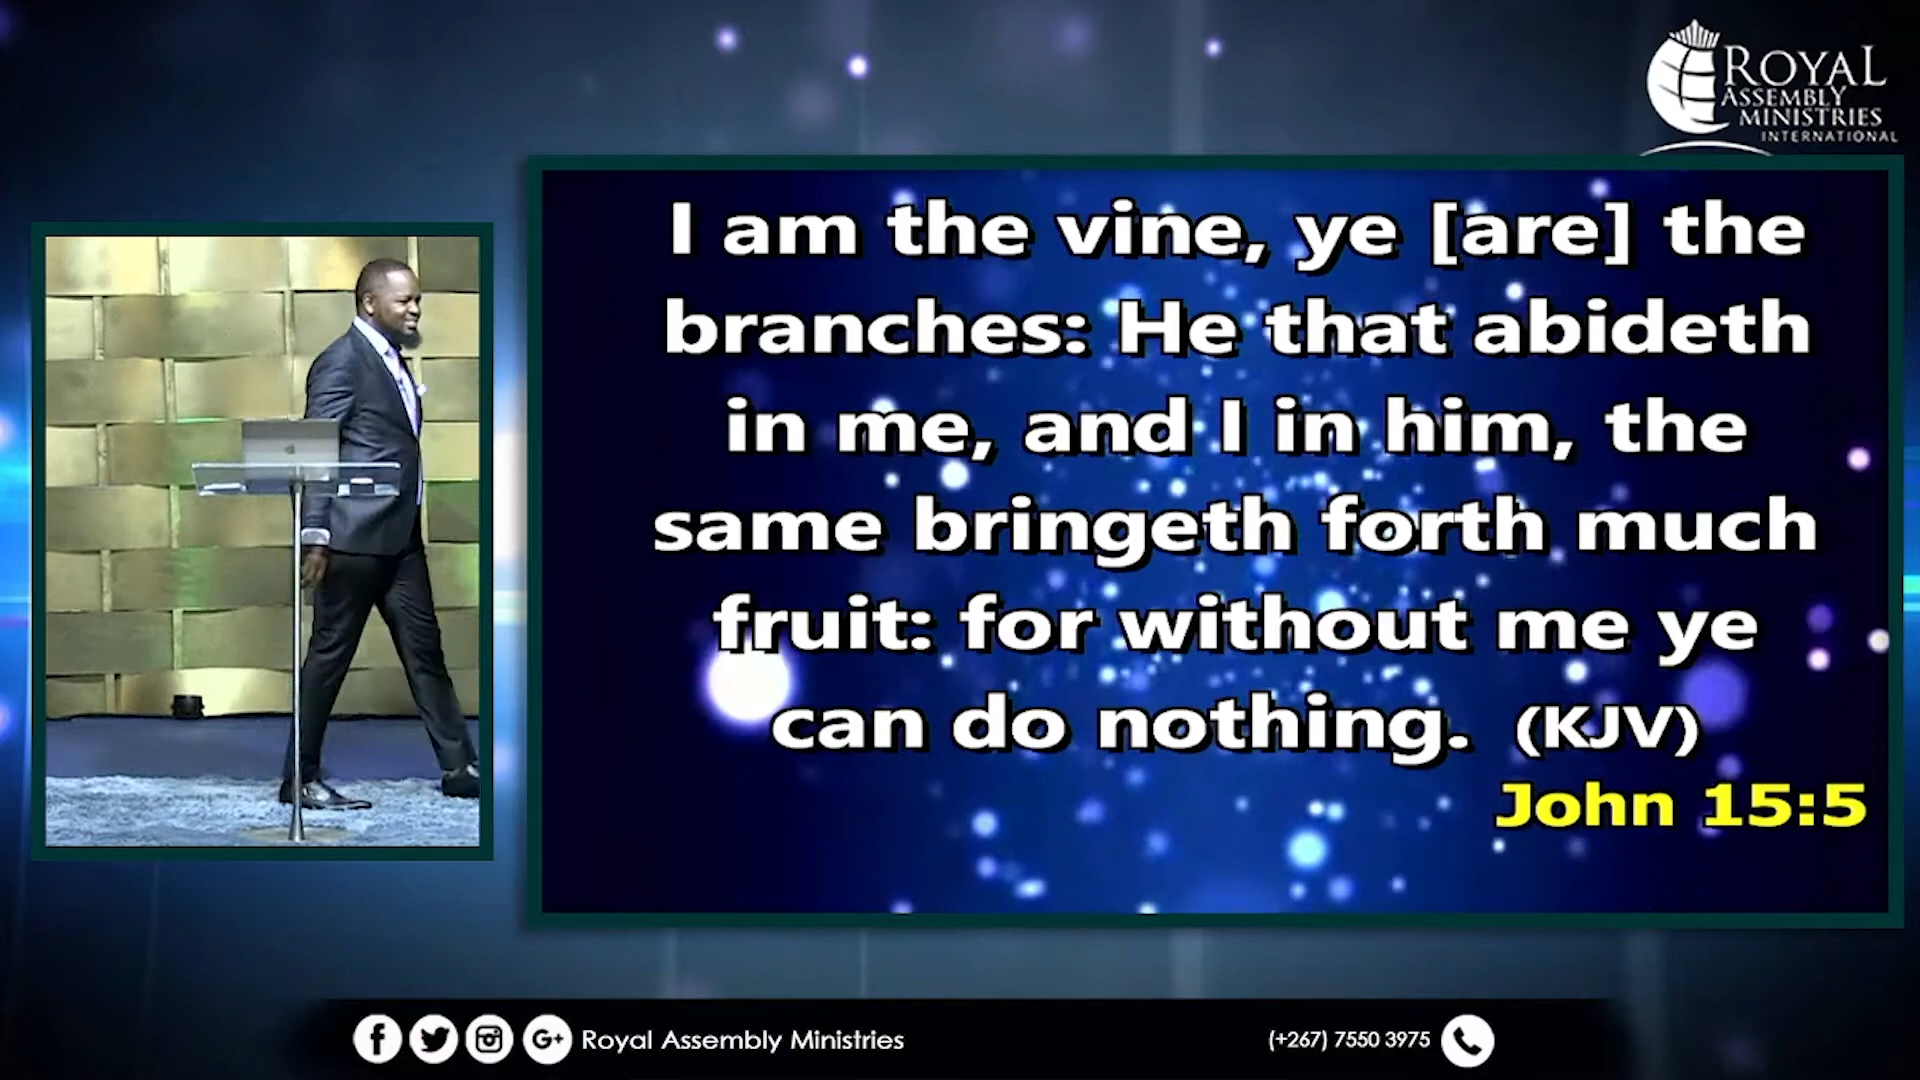 ROYAL
ASSEMBLY
MINISTRIES
INTERNATIONAL
I am the vine, ye [are] the
branches: He that abideth
in me, and I in him, the
same bringeth forth much
fruit: for without me ye
can do nothing. (KJV)
John 15:5
f G+ Royal Assembly Ministries
(+267) 7550 3975